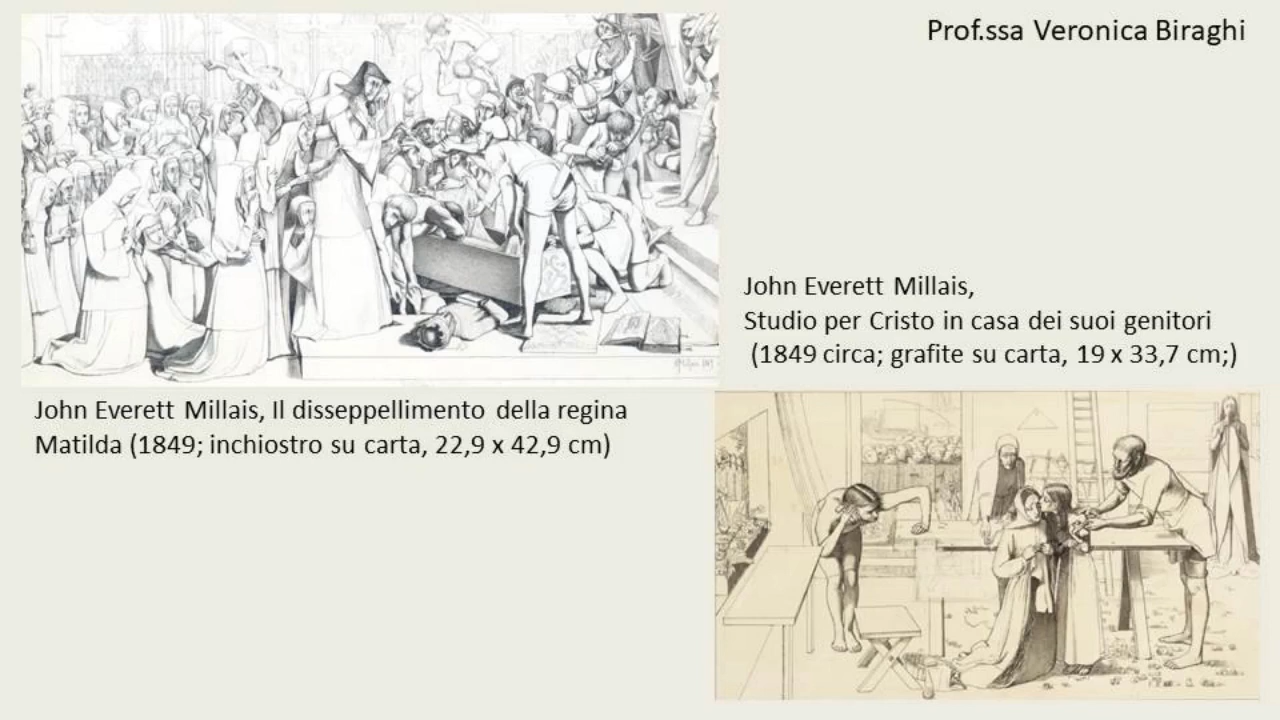 Prof.ssa Veronica Biraghi
John Everett Millais,
Studio per Cristo in casa dei suoi genitori
(1849 circa; grafite su carta, 19 x 33,7 cm;)
John Everett Millais, Il disseppellimento della regina
Matilda (1849; inchiostro su carta, 22,9 x 42,9 cm)